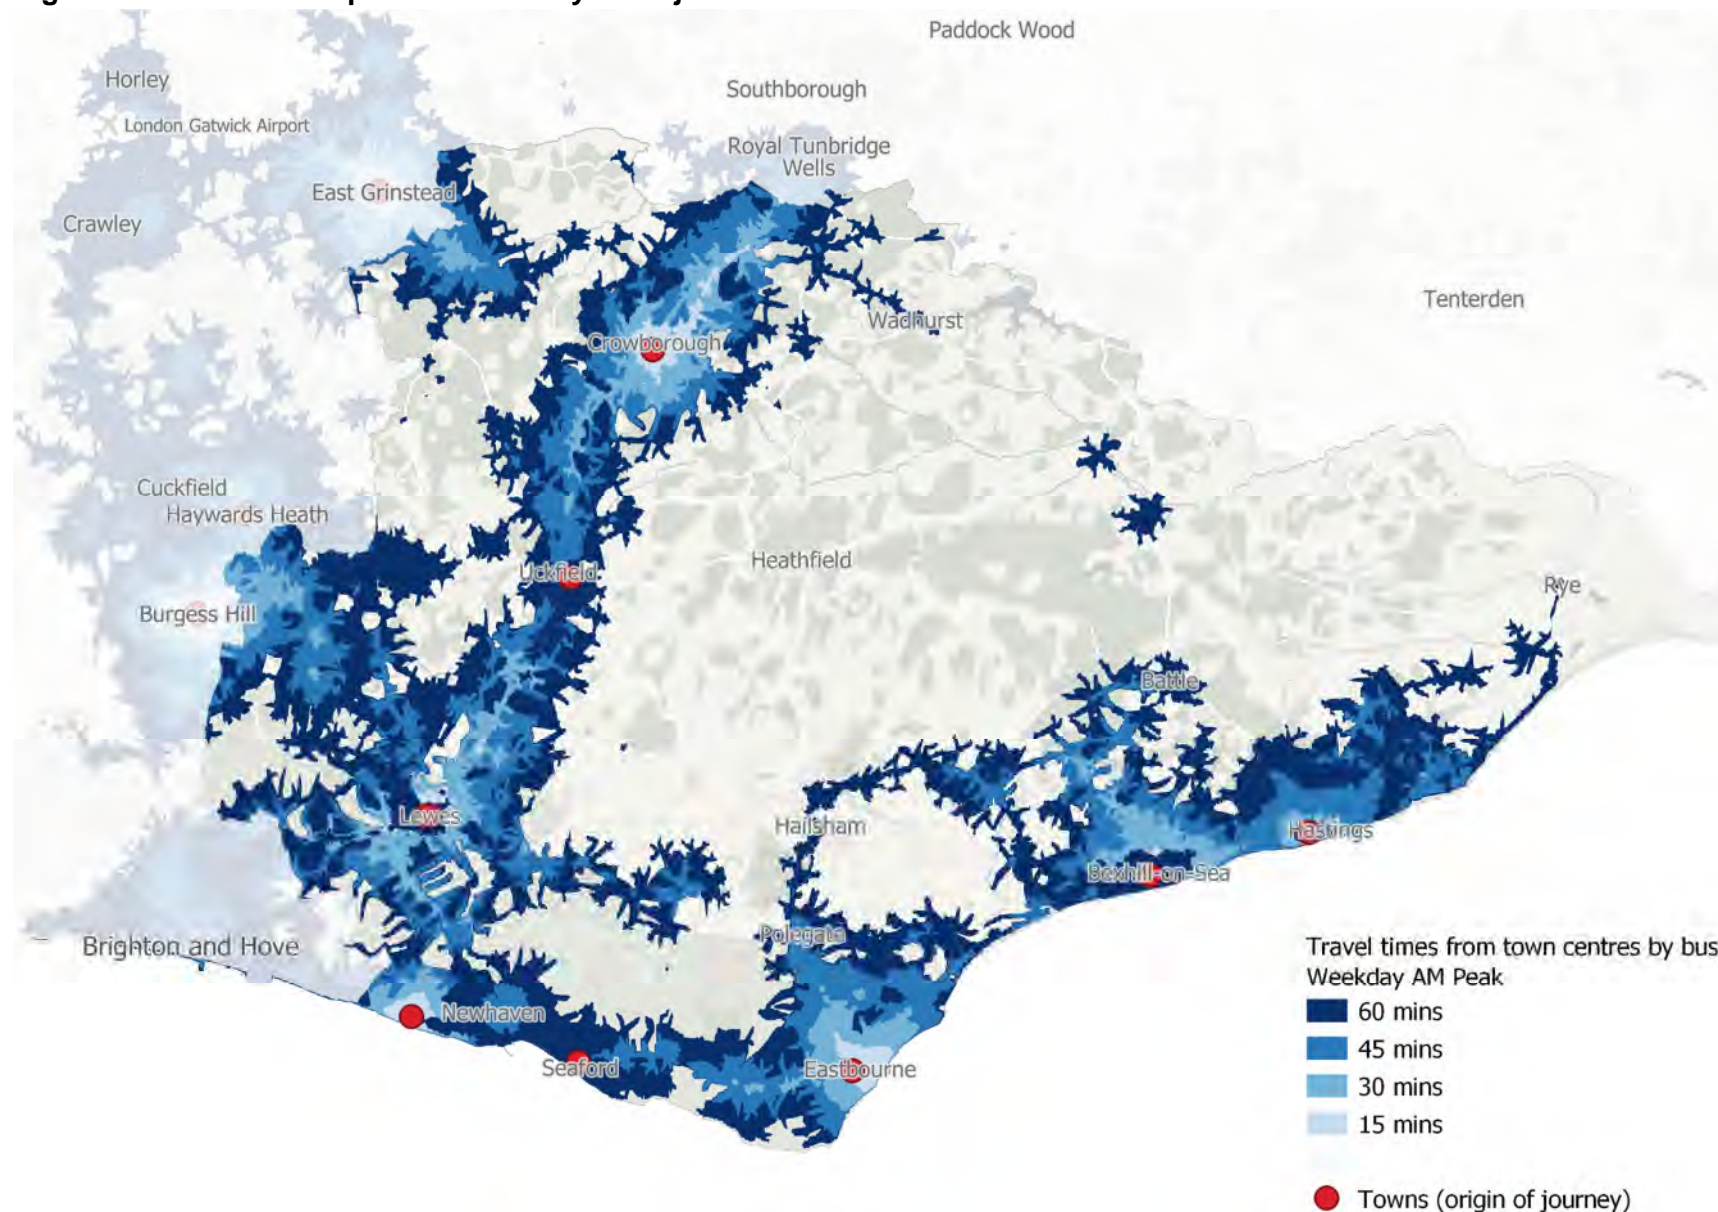 Paddock Wood
Horley
Southborough
London Gatwick Airport
Royal Tunbridge
Wells
East Grinstead
Crawley
Tenterden
Wadhurst
Crowborough
Cuckfield
Haywards Heath
Heathfield
Uckfield
Rye
Burgess Hill
Battle
Lewes
Hailsham
Hastings
Bexhill-on-Sea
Polegate
Brighton and Hove
Newhaven
Seaford
Eastbourne
Travel times from town centres by bus
Weekday AM Peak
60 mins
45 mins
30 mins
15 mins
Towns (origin of journey)